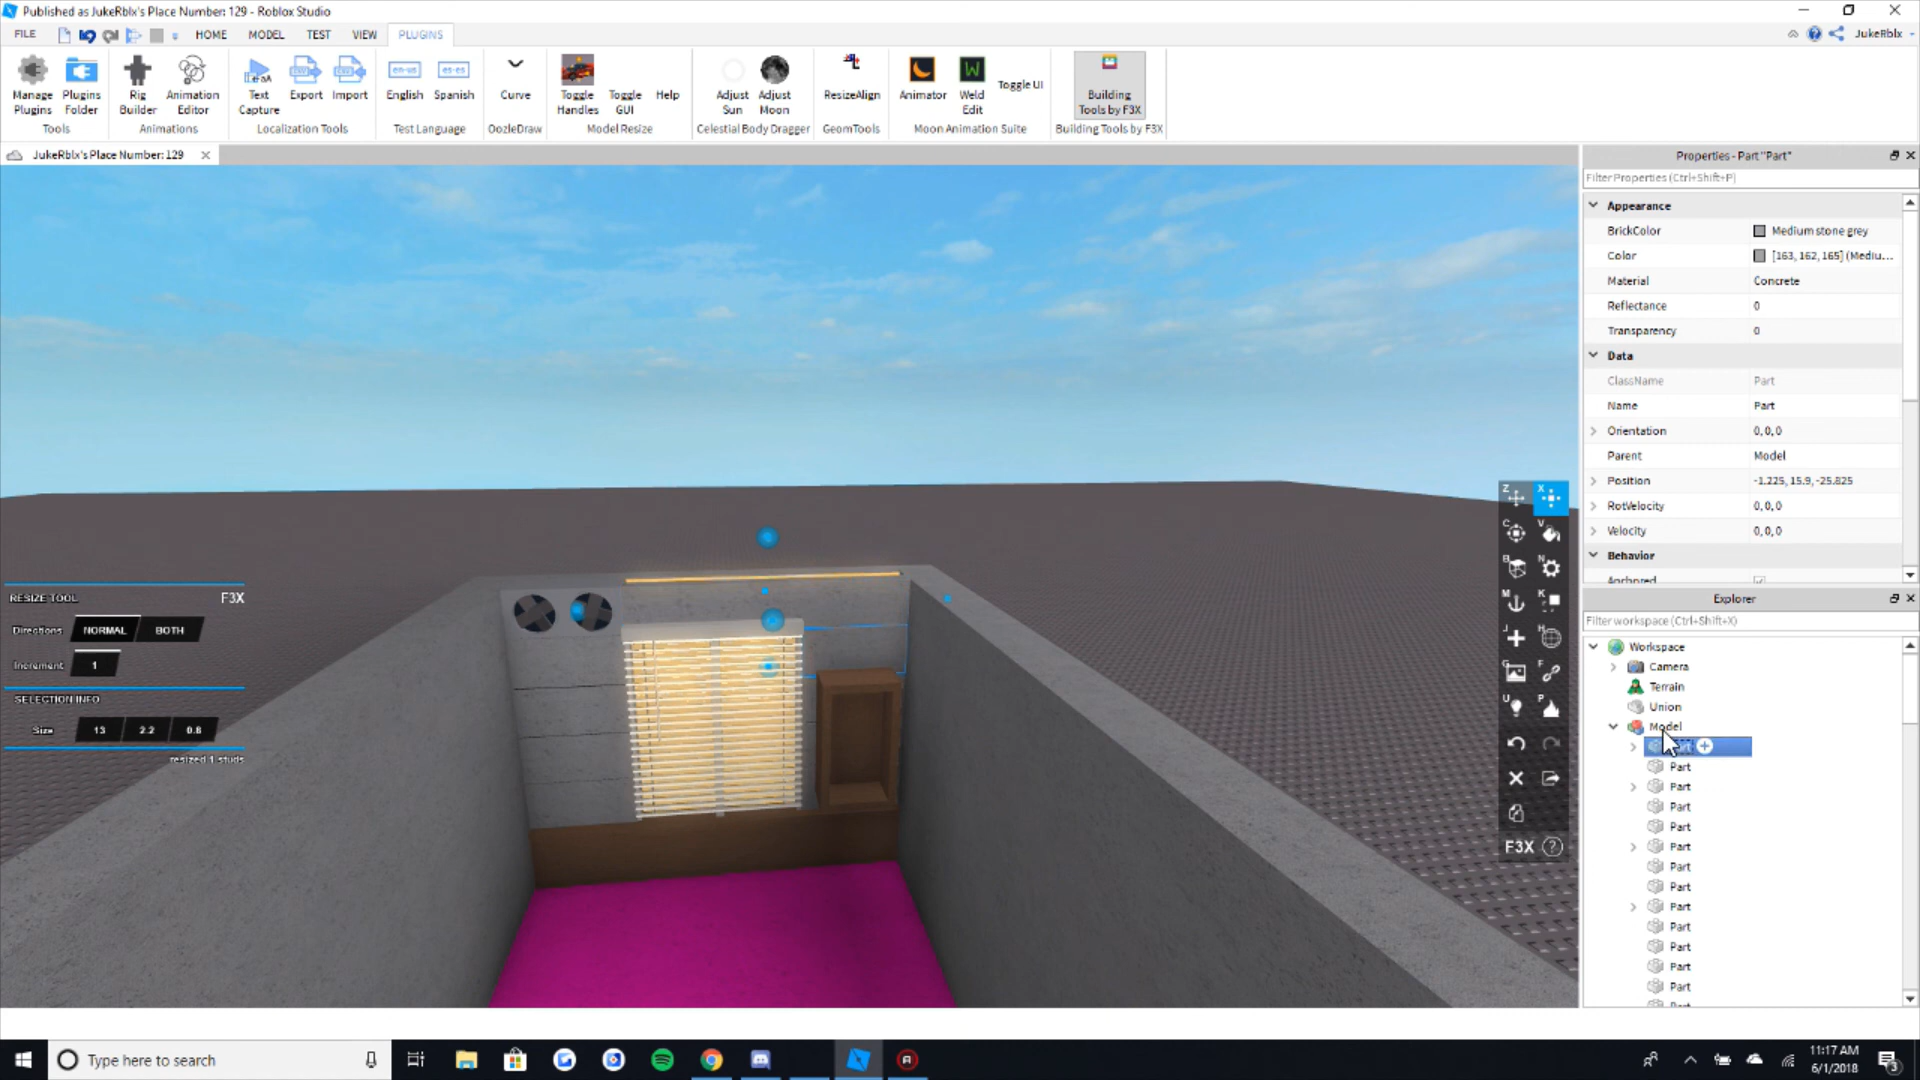 Published as JukeRblx's Place Number: 129 - Roblox Studio
FILE HOME MODEL TEST VIEW PLUGINS JukeRblx
Manage Plugins
Plugins Folder
Tools
Rig Builder
Animation Editor
Animations
Text Capture
Export
Import
Localization Tools
en-us
English
es-es
Spanish
Test Language
Curve
OozleDraw
Toggle Handles
Toggle GUI
Help
Model Resize
Adjust Sun
Adjust Moon
Celestial Body Dragger
ResizeAlign
GeomTools
Animator
W
Weld Edit
Toggle UI
Moon Animation Suite
Building Tools by F3X
Building Tools by F3X
JukeRblx's Place Number: 129
Properties - Part "Part"
Filter Properties (Ctrl+Shift+P)
Appearance
BrickColor Medium stone grey
Color [163, 162, 165] (Mediu...
Material Concrete
Reflectance 0
Transparency 0
Data
ClassName Part
Name Part
Orientation 0,0,0
Parent Model
Position -1.225, 15.9, -25.825
RotVelocity 0,0,0
Velocity 0,0,0
Behavior
Anchored
Explorer
Filter workspace (Ctrl+Shift+X)
Workspace
Camera
Terrain
Union
Model
Part
Part
Part
Part
Part
Part
Part
Part
Part
Part
Part
Part
RESIZE TOOL F3X
Directions NORMAL BOTH
Increment 1
SELECTION INFO
Size 13 2.2 0.8
resized 1 studs
Z X
C V
B N
M K
J H
G F
U P
F3X ?
Type here to search
11:17 AM
6/1/2018
3